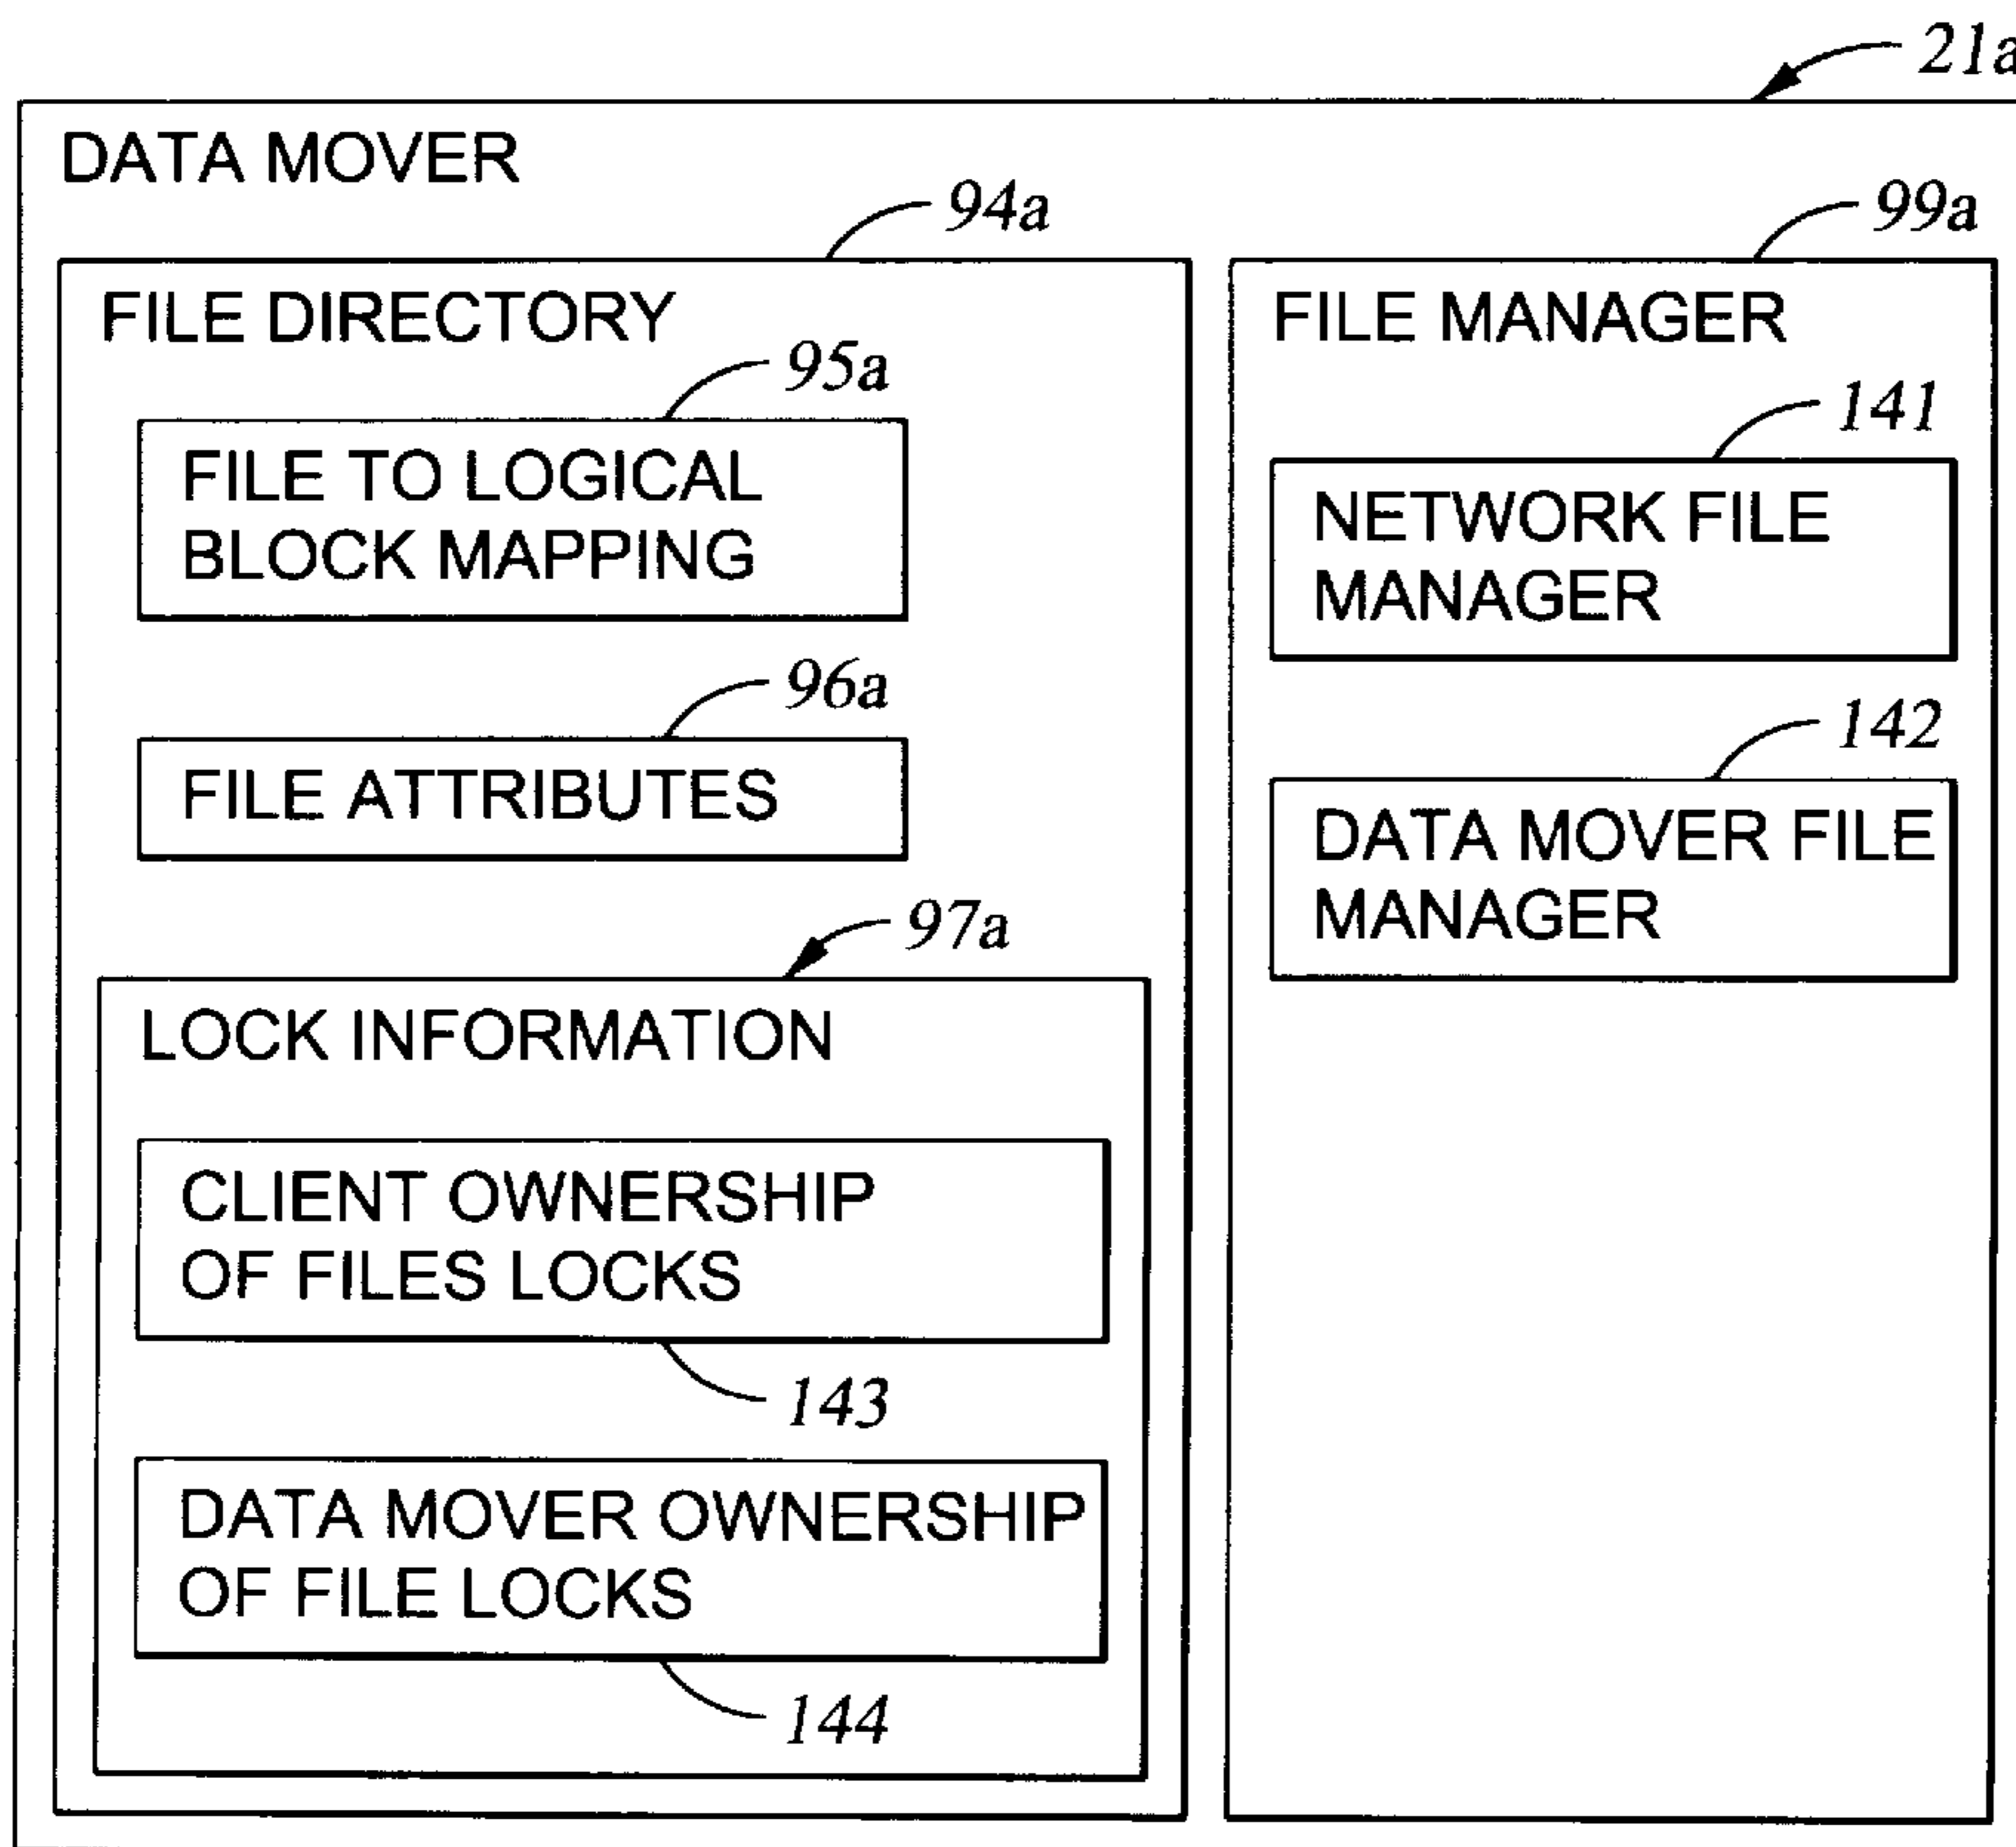 21a
DATA MOVER
94a
99a
FILE DIRECTORY
95a
FILE TO LOGICAL
BLOCK MAPPING
96a
FILE ATTRIBUTES
97a
LOCK INFORMATION
CLIENT OWNERSHIP
OF FILES LOCKS
143
DATA MOVER OWNERSHIP
OF FILE LOCKS
144
FILE MANAGER
141
NETWORK FILE
MANAGER
142
DATA MOVER FILE
MANAGER